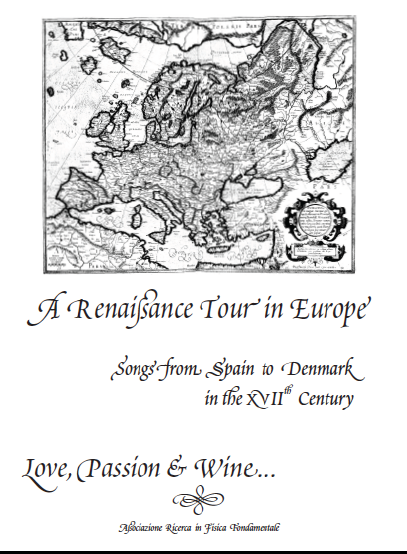 A Renaissance Tour in Europe
Songs from Spain to Denmark
in the XVIIth Century
Love, Passion & Wine...
Associazione Ricerca in Fisica Fondamentale